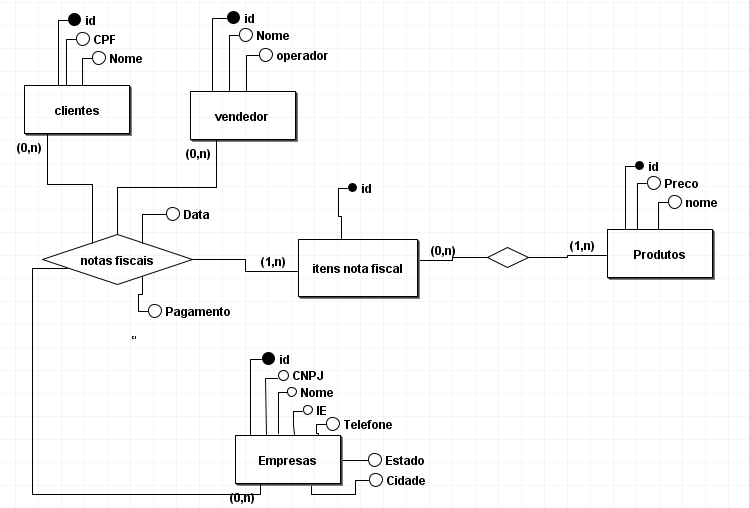 id
CPF
Nome
clientes
(0,n)
id
Nome
operador
vendedor
(0,n)
id
Data
notas fiscais
Pagamento
(1,n)
itens nota fiscal
(0,n)
(1,n)
id
Preco
nome
Produtos
id
CNPJ
Nome
IE
Telefone
Empresas
Estado
Cidade
(0,n)